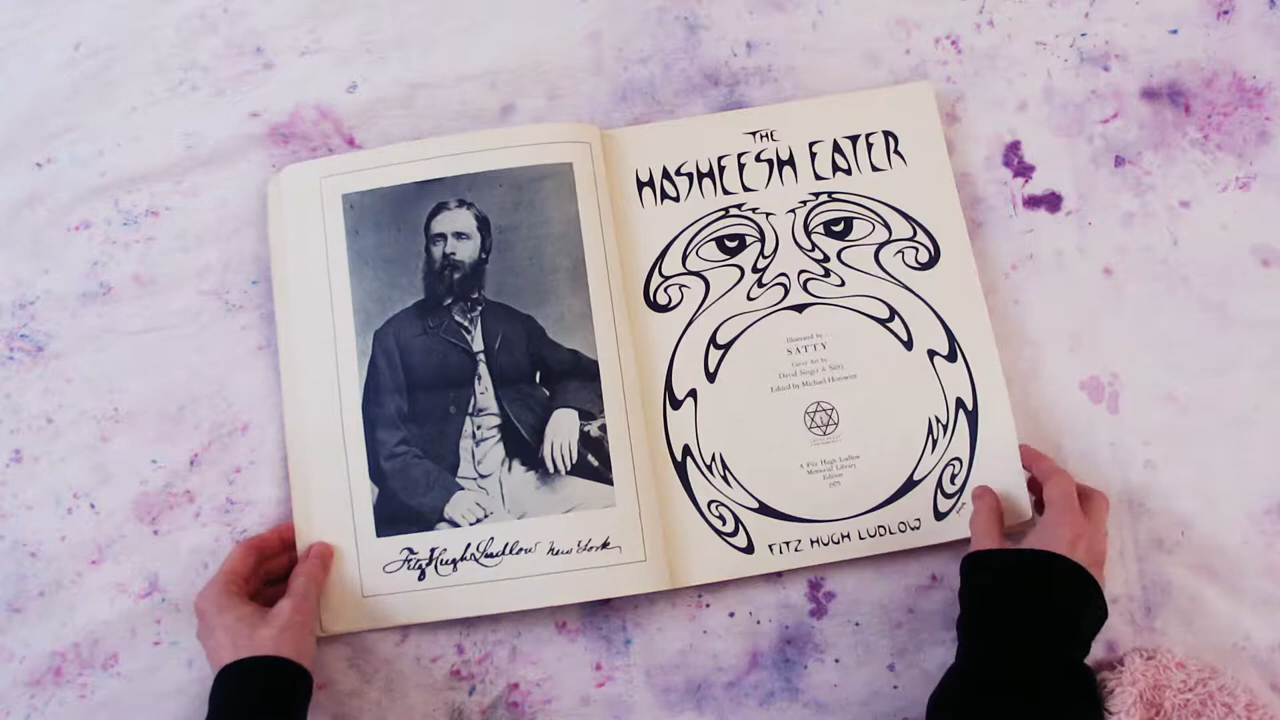 Fitz Hugh Ludlow New York
THE
HASHEESH EATER
Illustrated by
SATTY
Cover Art by
David Singer & Satty
Edited by Michael Horowitz
A Fitz Hugh Ludlow
Memorial Library
Edition
1975
FITZ HUGH LUDLOW